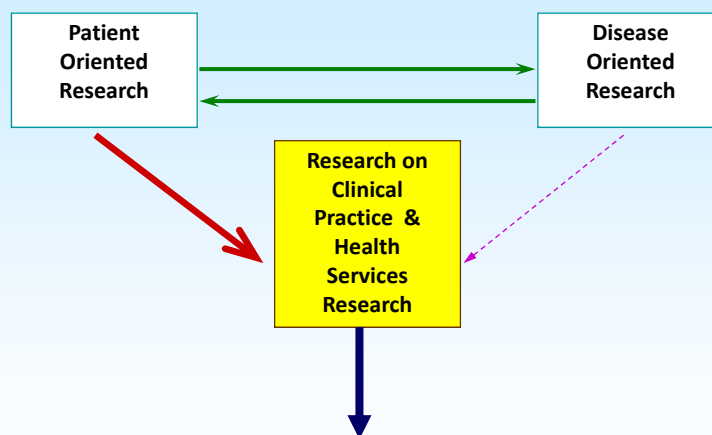 Patient
Oriented
Research
Disease
Oriented
Research
Research on
Clinical
Practice &
Health
Services
Research